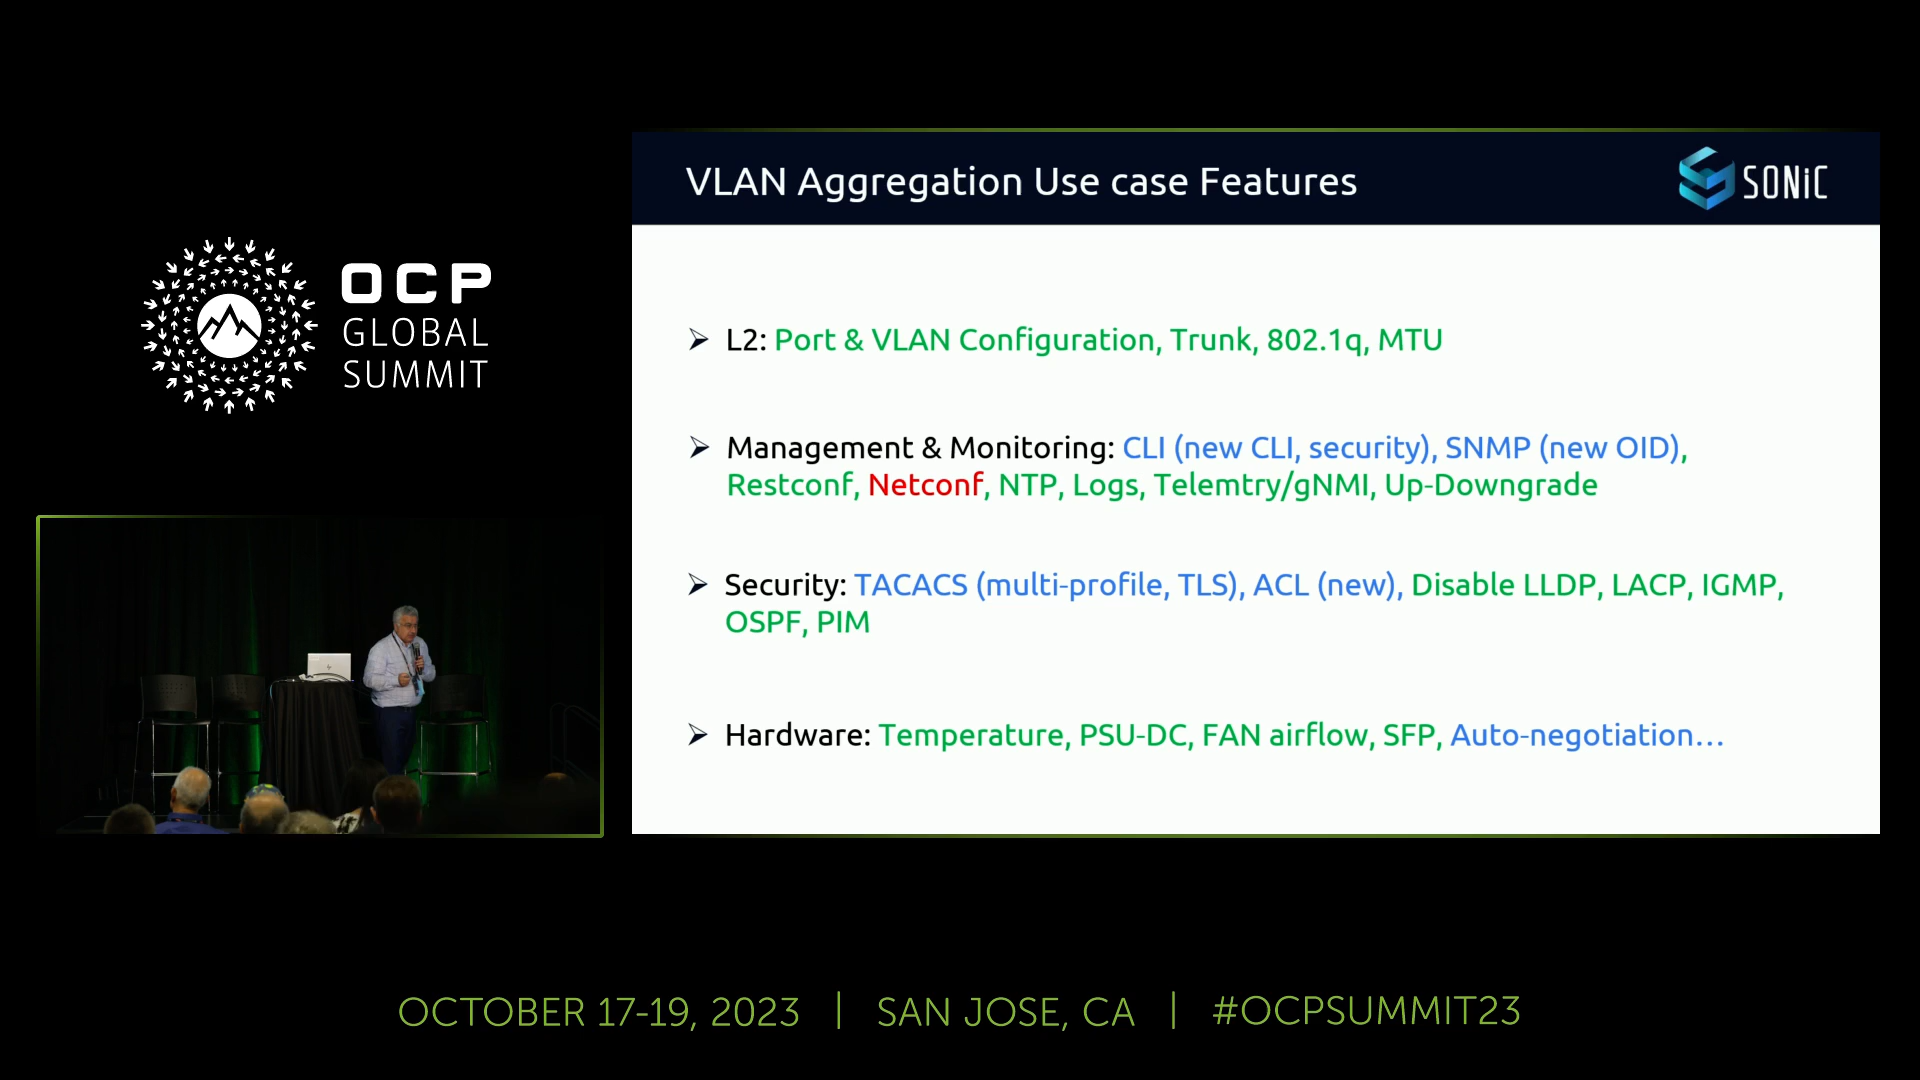 OCP
GLOBAL
SUMMIT
VLAN Aggregation Use case Features
SONiC
L2: Port & VLAN Configuration, Trunk, 802.1q, MTU
Management & Monitoring: CLI (new CLI, security), SNMP (new OID),
Restconf, Netconf, NTP, Logs, Telemtry/gNMI, Up-Downgrade
Security: TACACS (multi-profile, TLS), ACL (new), Disable LLDP, LACP, IGMP,
OSPF, PIM
Hardware: Temperature, PSU-DC, FAN airflow, SFP, Auto-negotiation...
OCTOBER 17-19, 2023 | SAN JOSE, CA | #OCPSUMMIT23